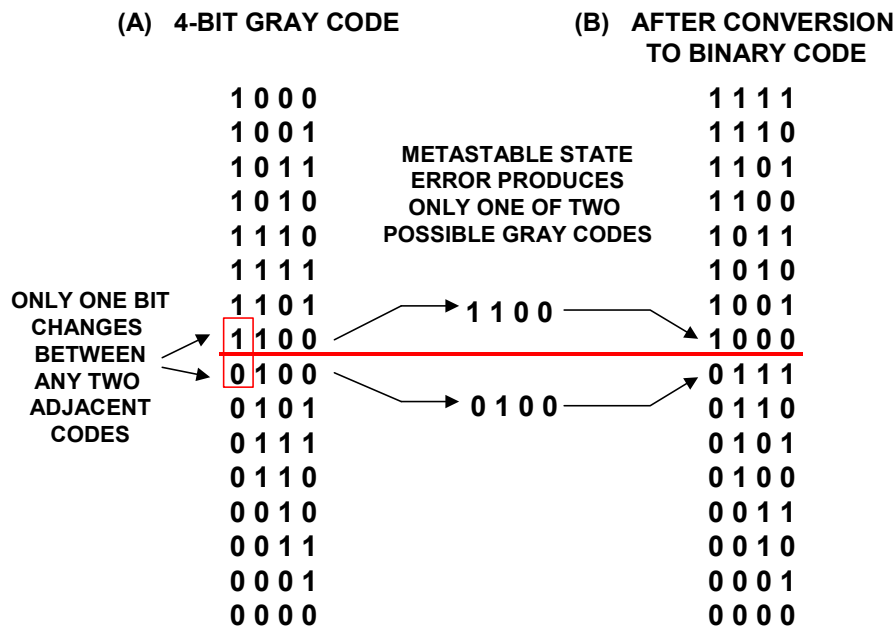 (A) 4-BIT GRAY CODE
(B) AFTER CONVERSION
TO BINARY CODE
1 0 0 0
1 0 0 1
1 0 1 1
1 0 1 0
1 1 1 0
1 1 1 1
1 1 0 1
1 1 0 0
0 1 0 0
0 1 0 1
0 1 1 1
0 1 1 0
0 0 1 0
0 0 1 1
0 0 0 1
0 0 0 0
ONLY ONE BIT
CHANGES
BETWEEN
ANY TWO
ADJACENT
CODES
METASTABLE STATE
ERROR PRODUCES
ONLY ONE OF TWO
POSSIBLE GRAY CODES
1 1 0 0
0 1 0 0
1 1 1 1
1 1 1 0
1 1 0 1
1 1 0 0
1 0 1 1
1 0 1 0
1 0 0 1
1 0 0 0
0 1 1 1
0 1 1 0
0 1 0 1
0 1 0 0
0 0 1 1
0 0 1 0
0 0 0 1
0 0 0 0